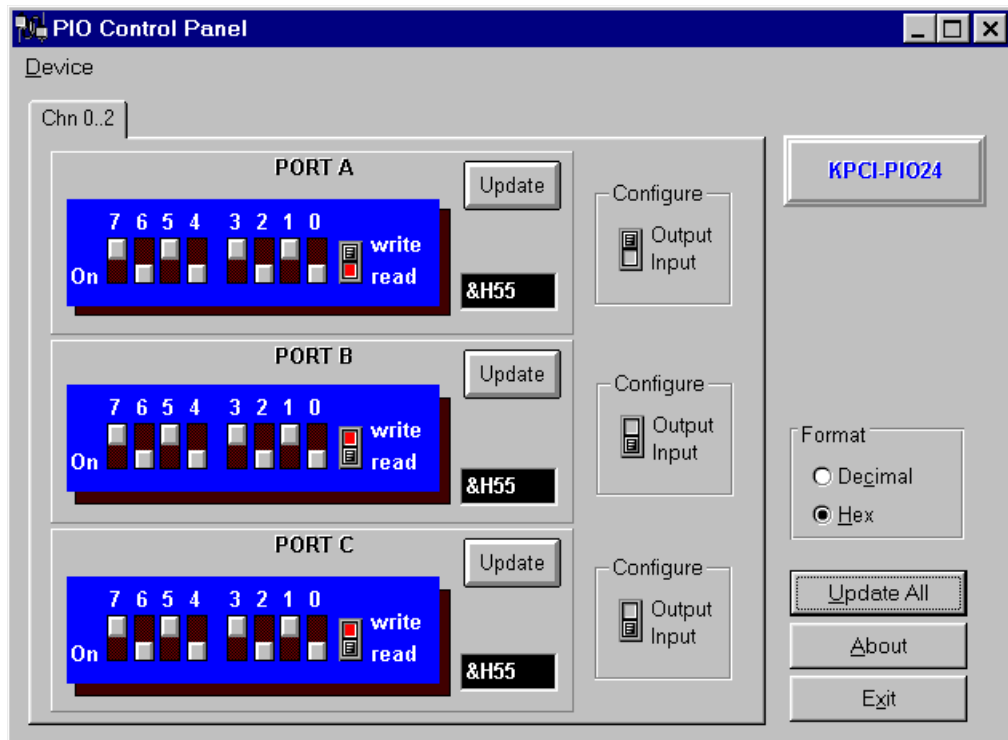 PIO Control Panel
Device
Chn 0..2
PORT A
Update
7 6 5 4 3 2 1 0
write
On
read
&H55
Configure
Output
Input
PORT B
Update
7 6 5 4 3 2 1 0
write
On
read
&H55
Configure
Output
Input
PORT C
Update
7 6 5 4 3 2 1 0
write
On
read
&H55
Configure
Output
Input
KPCI-PIO24
Format
Decimal
Hex
Update All
About
Exit